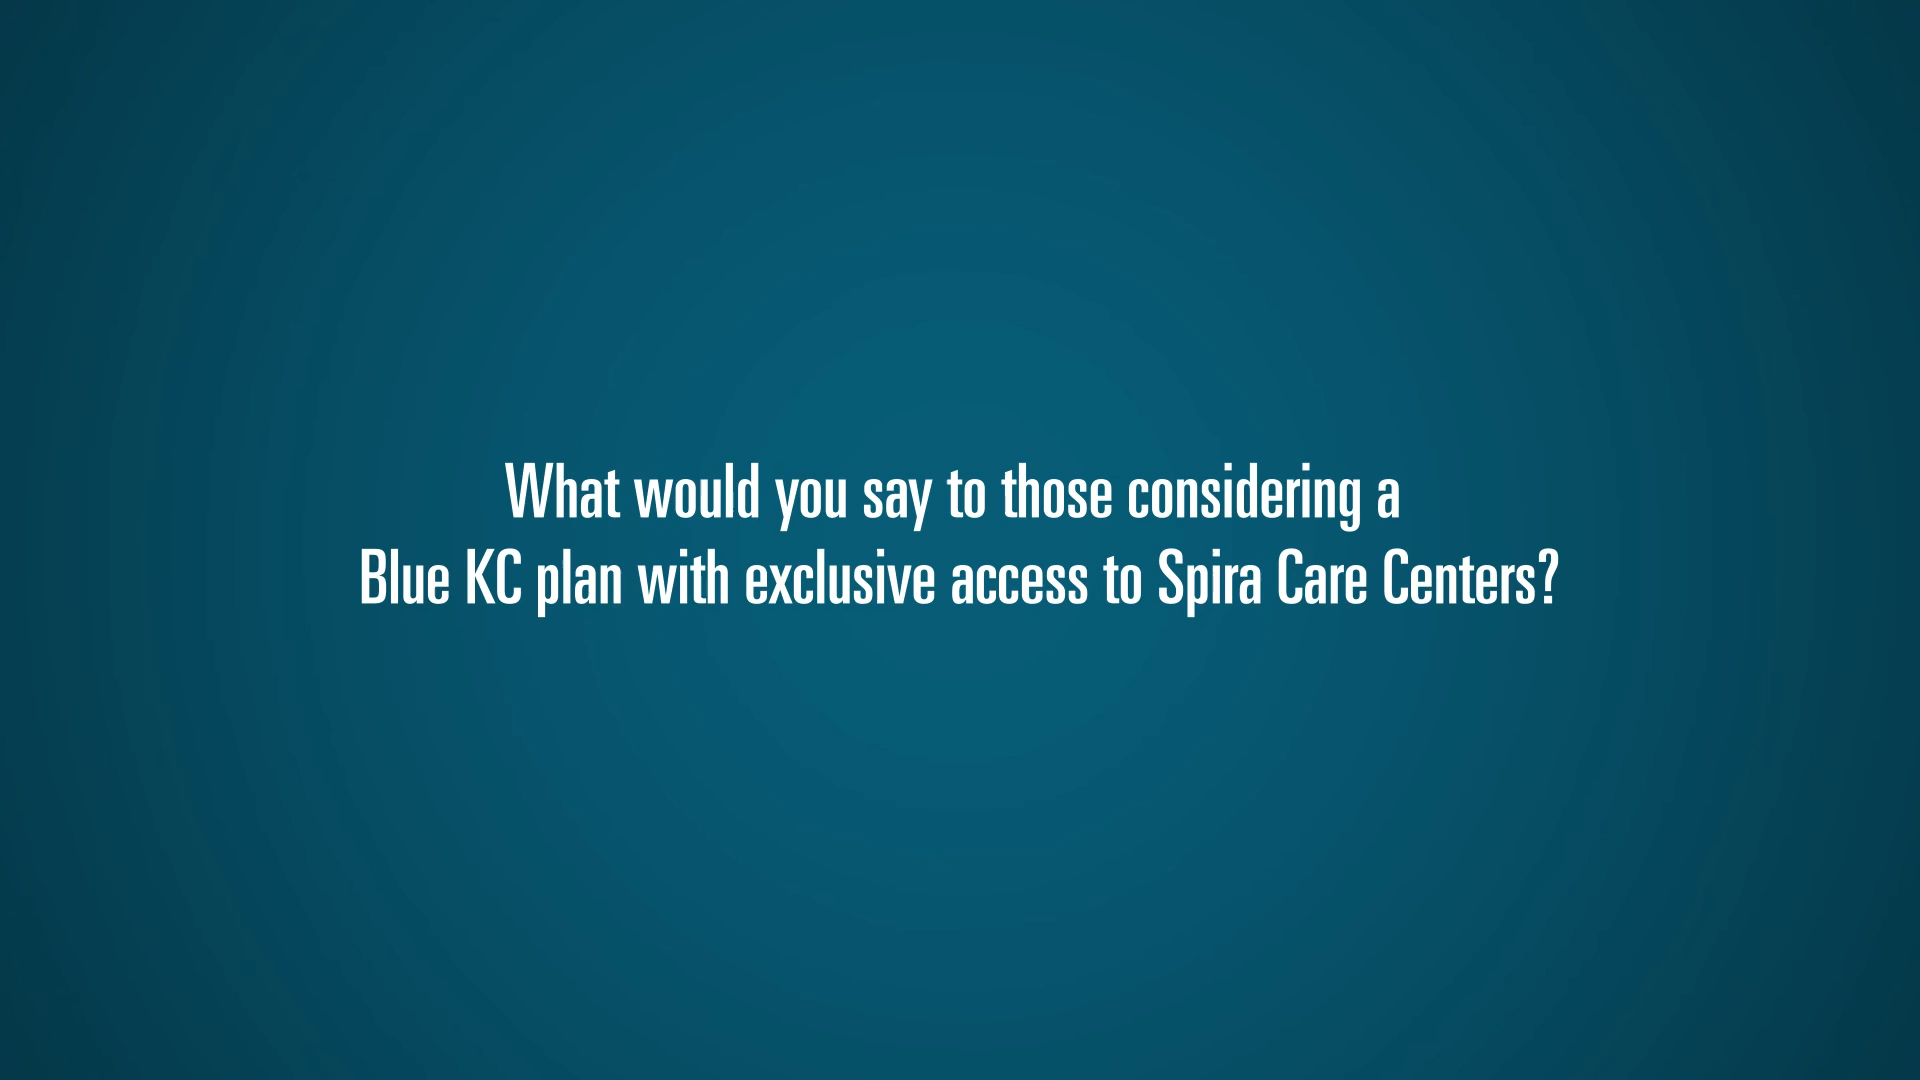 What would you say to those considering a
Blue KC plan with exclusive access to Spira Care Centers?